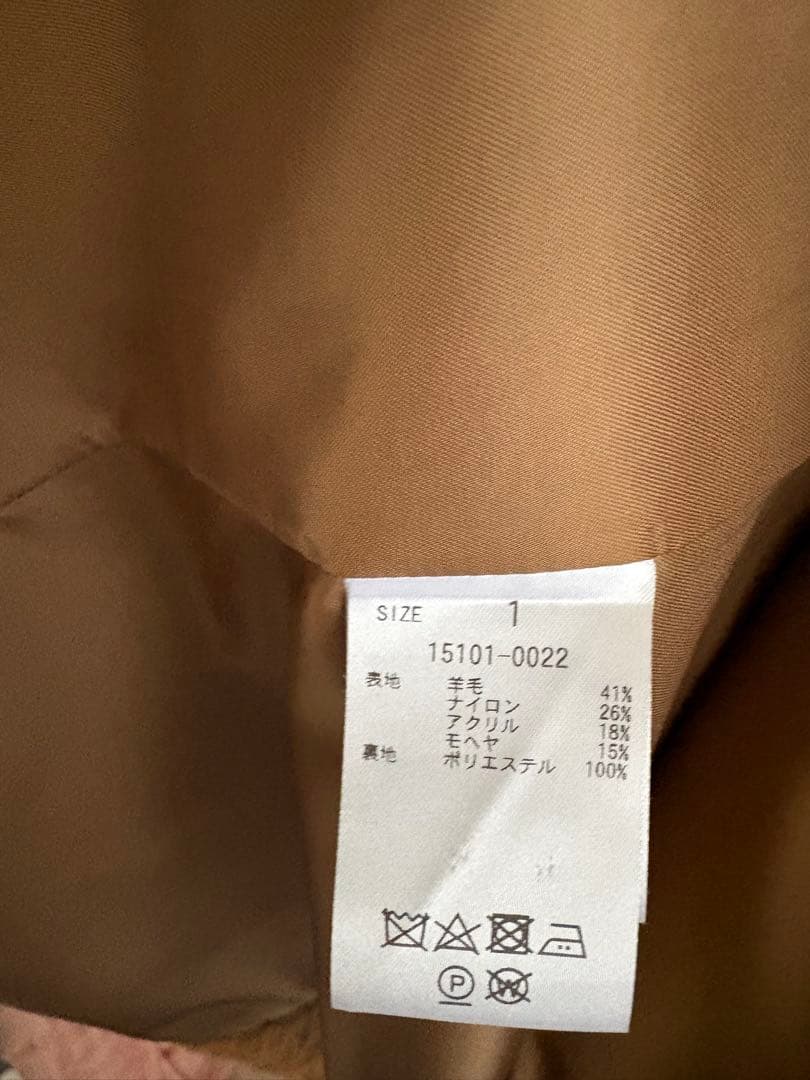 SIZE 1
15101-0022
表地 羊毛 41%
ナイロン 26%
アクリル 18%
モヘヤ 15%
裏地 ポリエステル 100%
P W